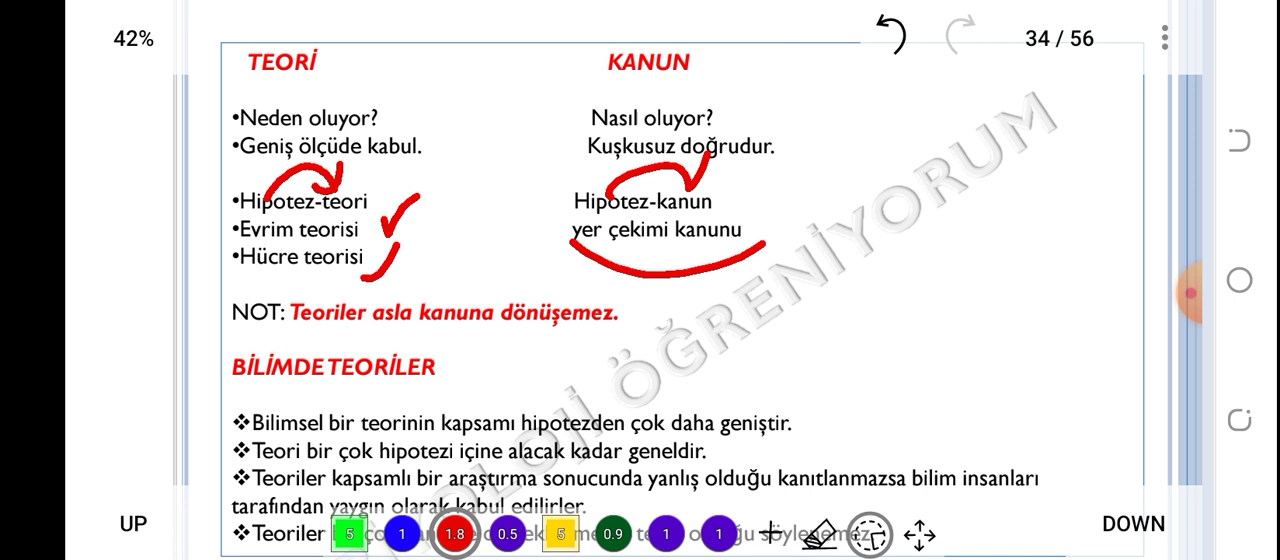 42%
34 / 56
TEORİ KANUN
•Neden oluyor? Nasıl oluyor?
•Geniş ölçüde kabul. Kuşkusuz doğrudur.
•Hipotez-teori Hipotez-kanun
•Evrim teorisi yer çekimi kanunu
•Hücre teorisi
NOT: Teoriler asla kanuna dönüşemez.
BİLİMDE TEORİLER
❖Bilimsel bir teorinin kapsamı hipotezden çok daha geniştir.
❖Teori bir çok hipotezi içine alacak kadar geneldir.
❖Teoriler kapsamlı bir araştırma sonucunda yanlış olduğu kanıtlanmazsa bilim insanları
tarafından yaygın olarak kabul edilirler.
❖Teoriler söylenemez.
UP 5 1 1.8 0.5 5 0.9 1 1 DOWN
ÖĞRENİYORUM